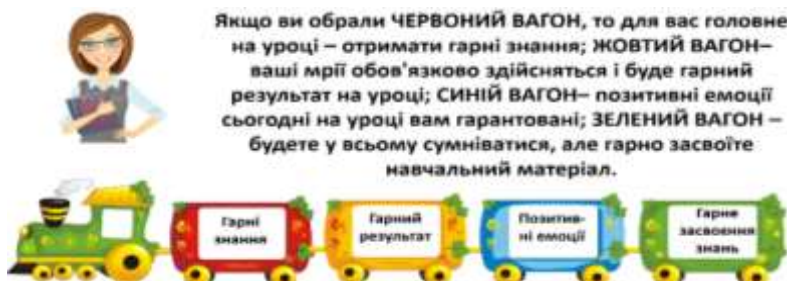 Якщо ви обрали ЧЕРВОНИЙ ВАГОН, то для вас головне
на уроці – отримати гарні знання; ЖОВТИЙ ВАГОН–
ваші мрії обов'язково здійсняться і буде гарний
результат на уроці; СИНІЙ ВАГОН– позитивні емоції
сьогодні на уроці вам гарантовані; ЗЕЛЕНИЙ ВАГОН –
будете у всьому сумніватися, але гарно засвоїте
навчальний матеріал.
Гарні
знання
Гарний
результат
Позитив-
ні емоції
Гарне
засвоєння
знань